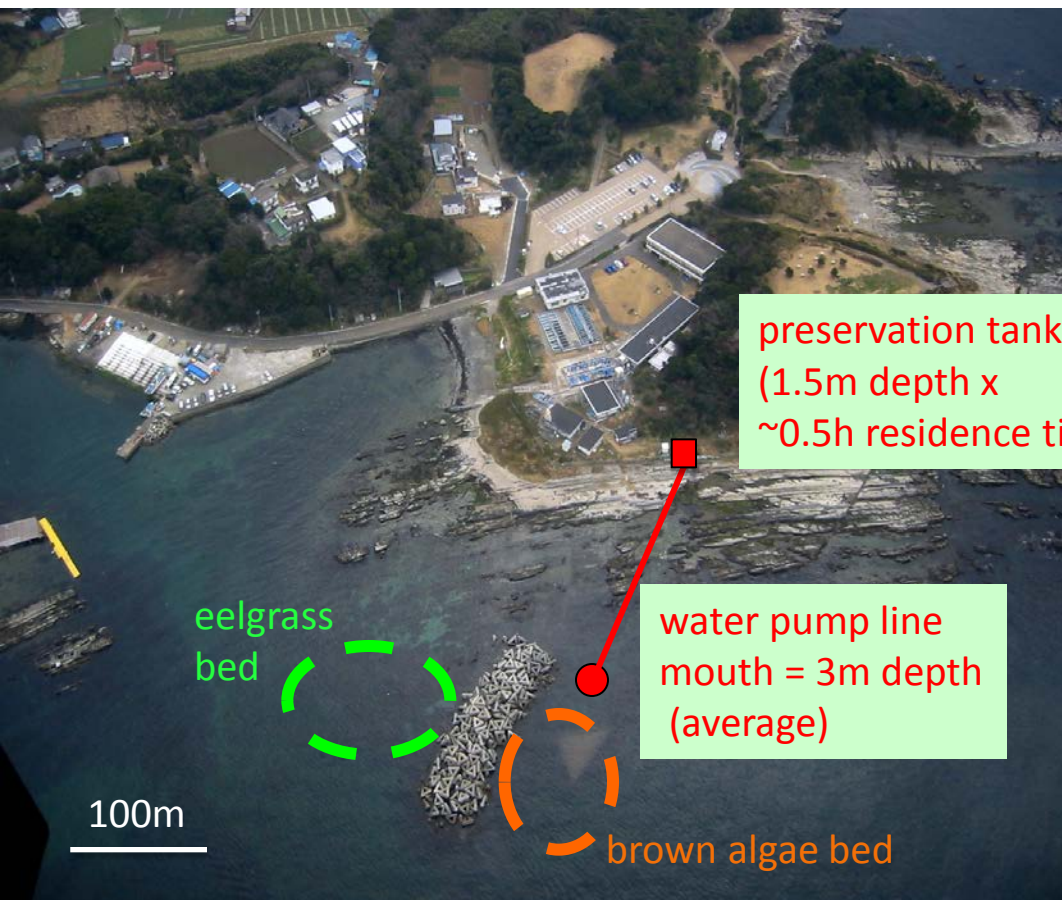 preservation tank
(1.5m depth x
~0.5h residence ti
eelgrass
bed
water pump line
mouth = 3m depth
(average)
100m
brown algae bed